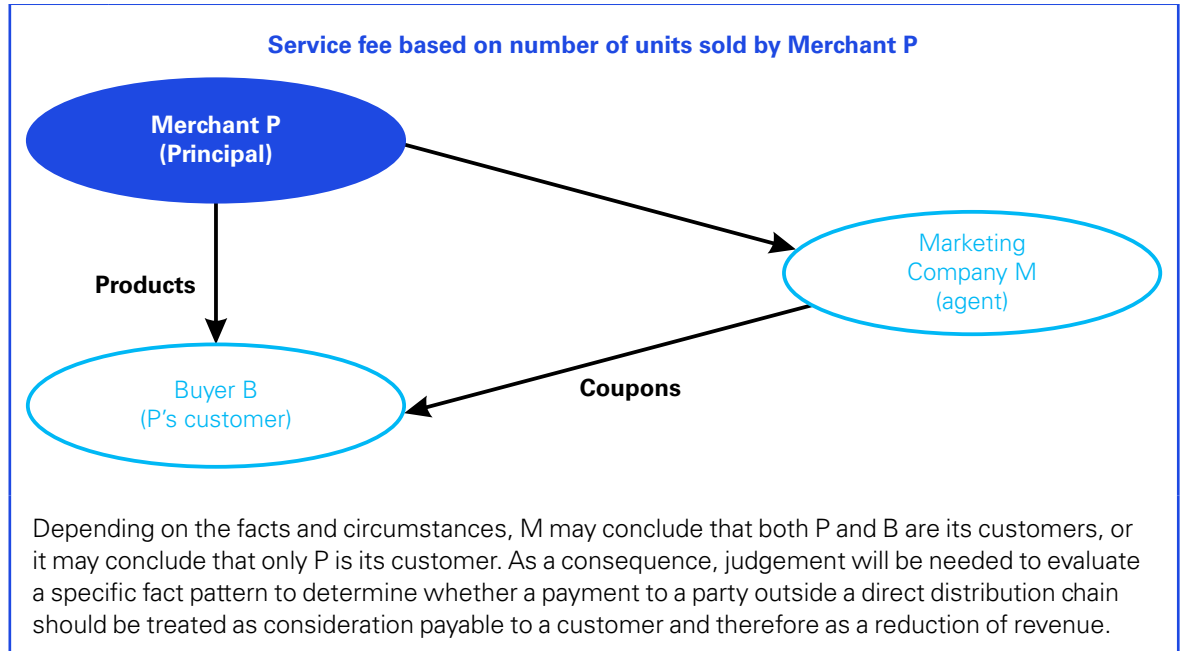 Service fee based on number of units sold by Merchant P
Merchant P
(Principal)
Marketing
Company M
(agent)
Products
Buyer B
(P's customer)
Coupons
Depending on the facts and circumstances, M may conclude that both P and B are its customers, or
it may conclude that only P is its customer. As a consequence, judgement will be needed to evaluate
a specific fact pattern to determine whether a payment to a party outside a direct distribution chain
should be treated as consideration payable to a customer and therefore as a reduction of revenue.